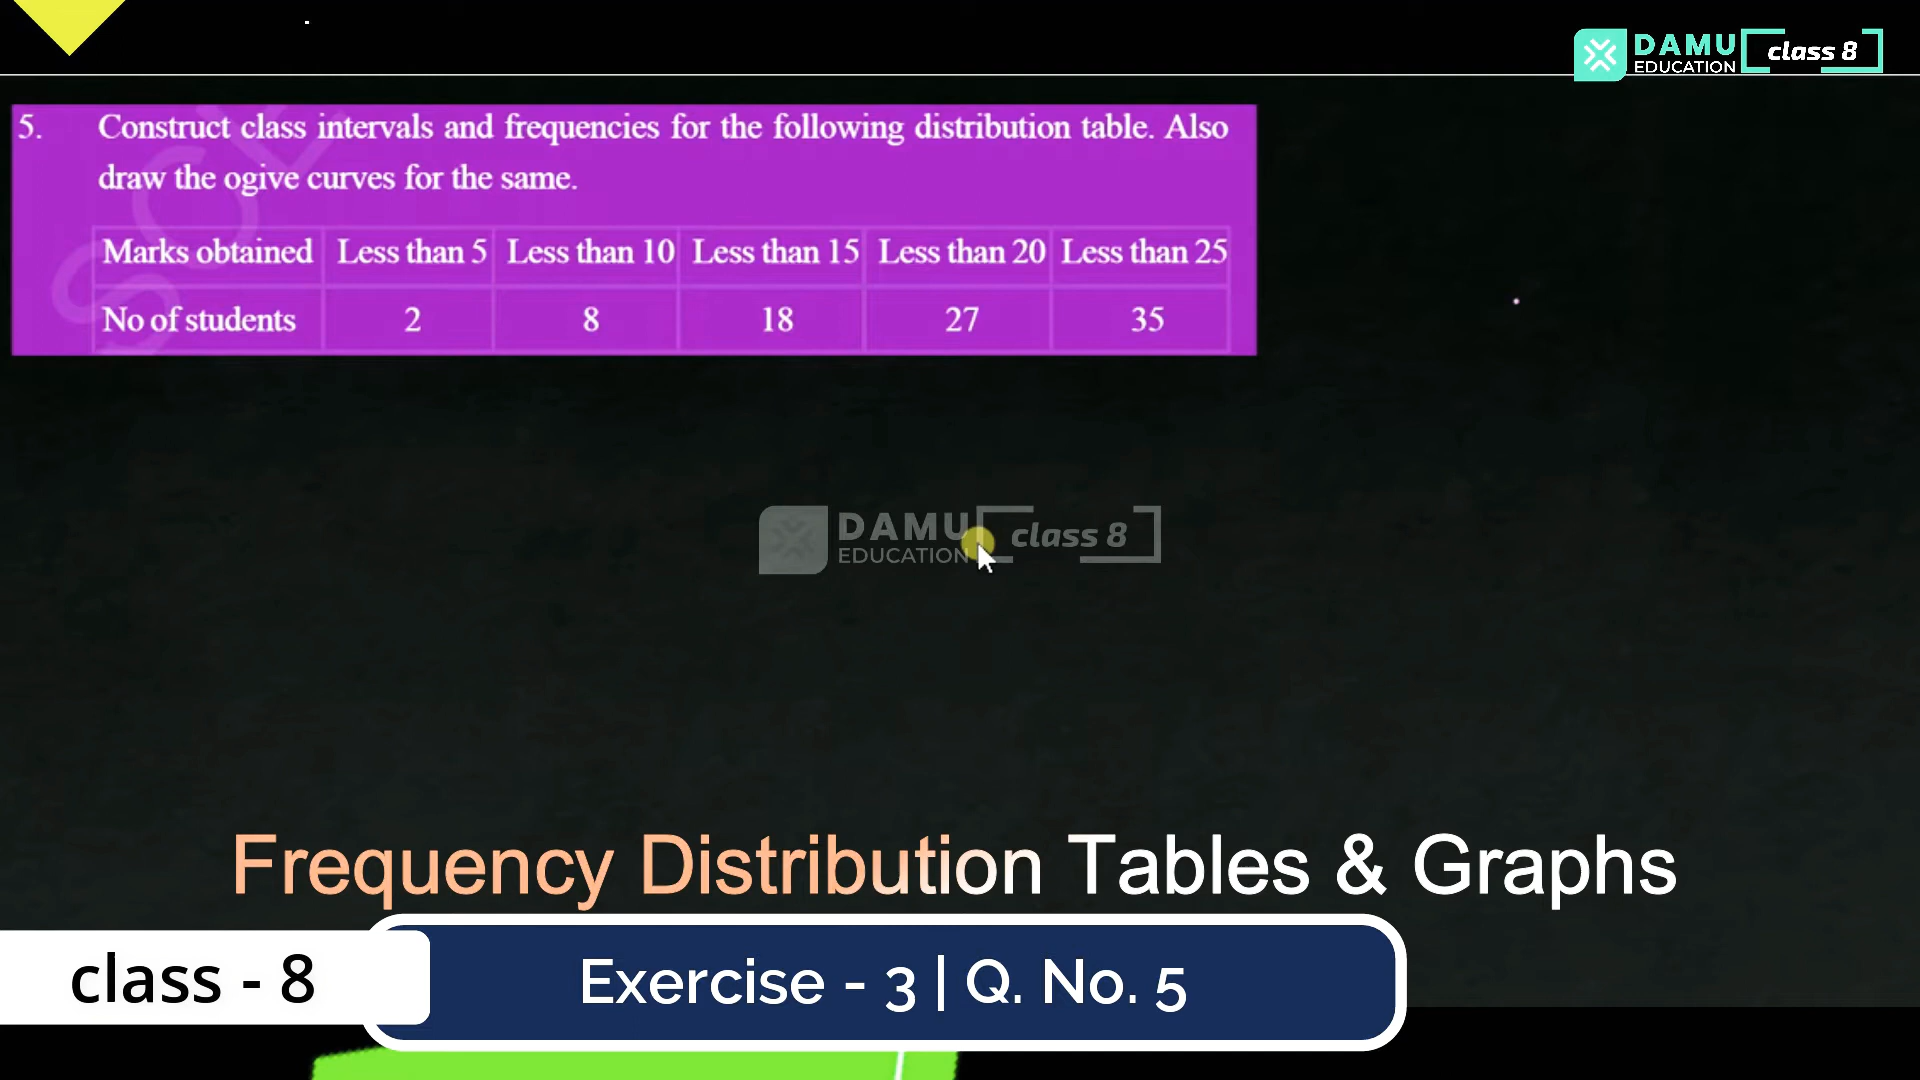 DAMU
EDUCATION
class 8
5. Construct class intervals and frequencies for the following distribution table. Also
draw the ogive curves for the same.
Marks obtained Less than 5 Less than 10 Less than 15 Less than 20 Less than 25
No of students 2 8 18 27 35
DAMU
EDUCATION
class 8
Frequency Distribution Tables & Graphs
class - 8
Exercise - 3 | Q. No. 5